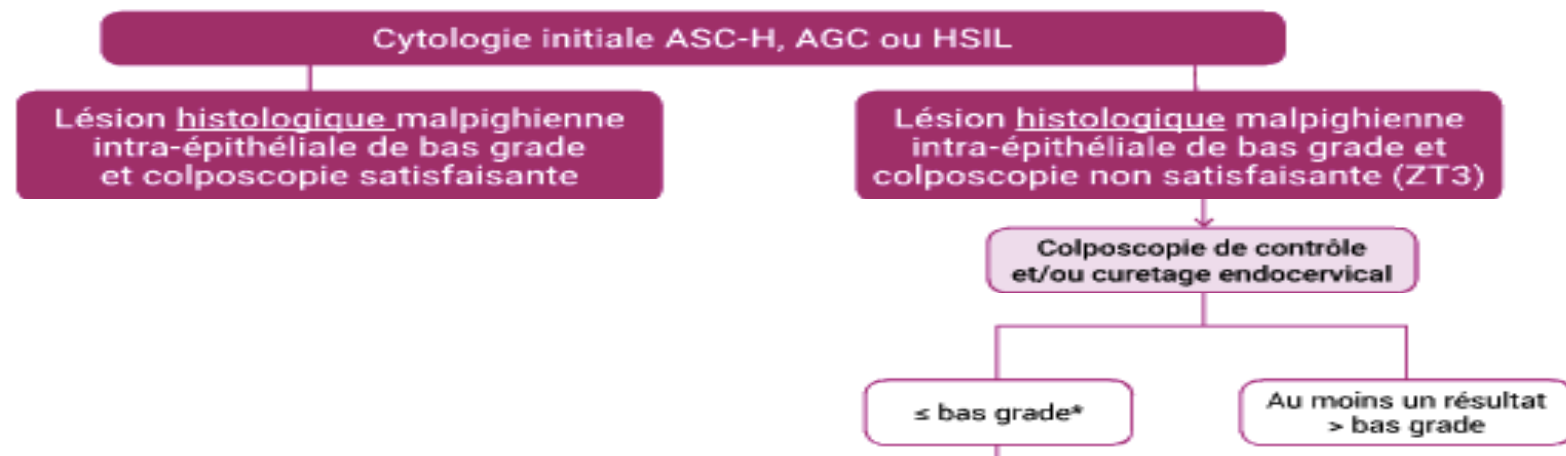 Cytologie initiale ASC-H, AGC ou HSIL
Lésion histologique malpighienne
intra-épithéliale de bas grade
et colposcopie satisfaisante
Lésion histologique malpighienne
intra-épithéliale de bas grade et
colposcopie non satisfaisante (ZT3)
Colposcopie de contrôle
et/ou curetage endocervical
≤ bas grade*
Au moins un résultat
> bas grade